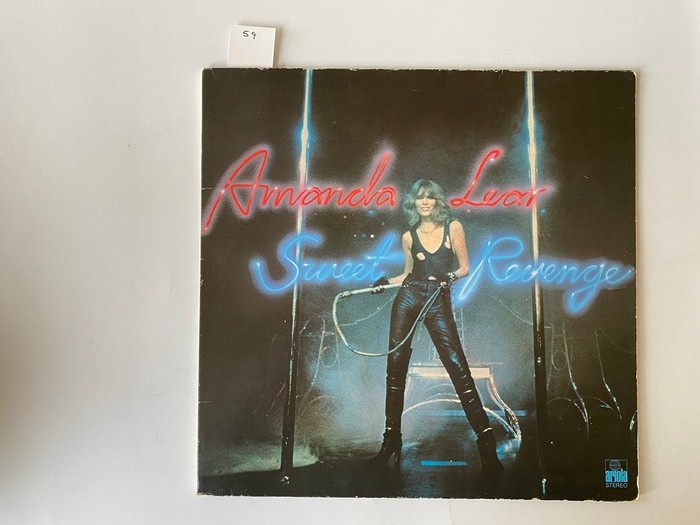 59
Amanda Lear
Sweet Revenge
ariola
STEREO